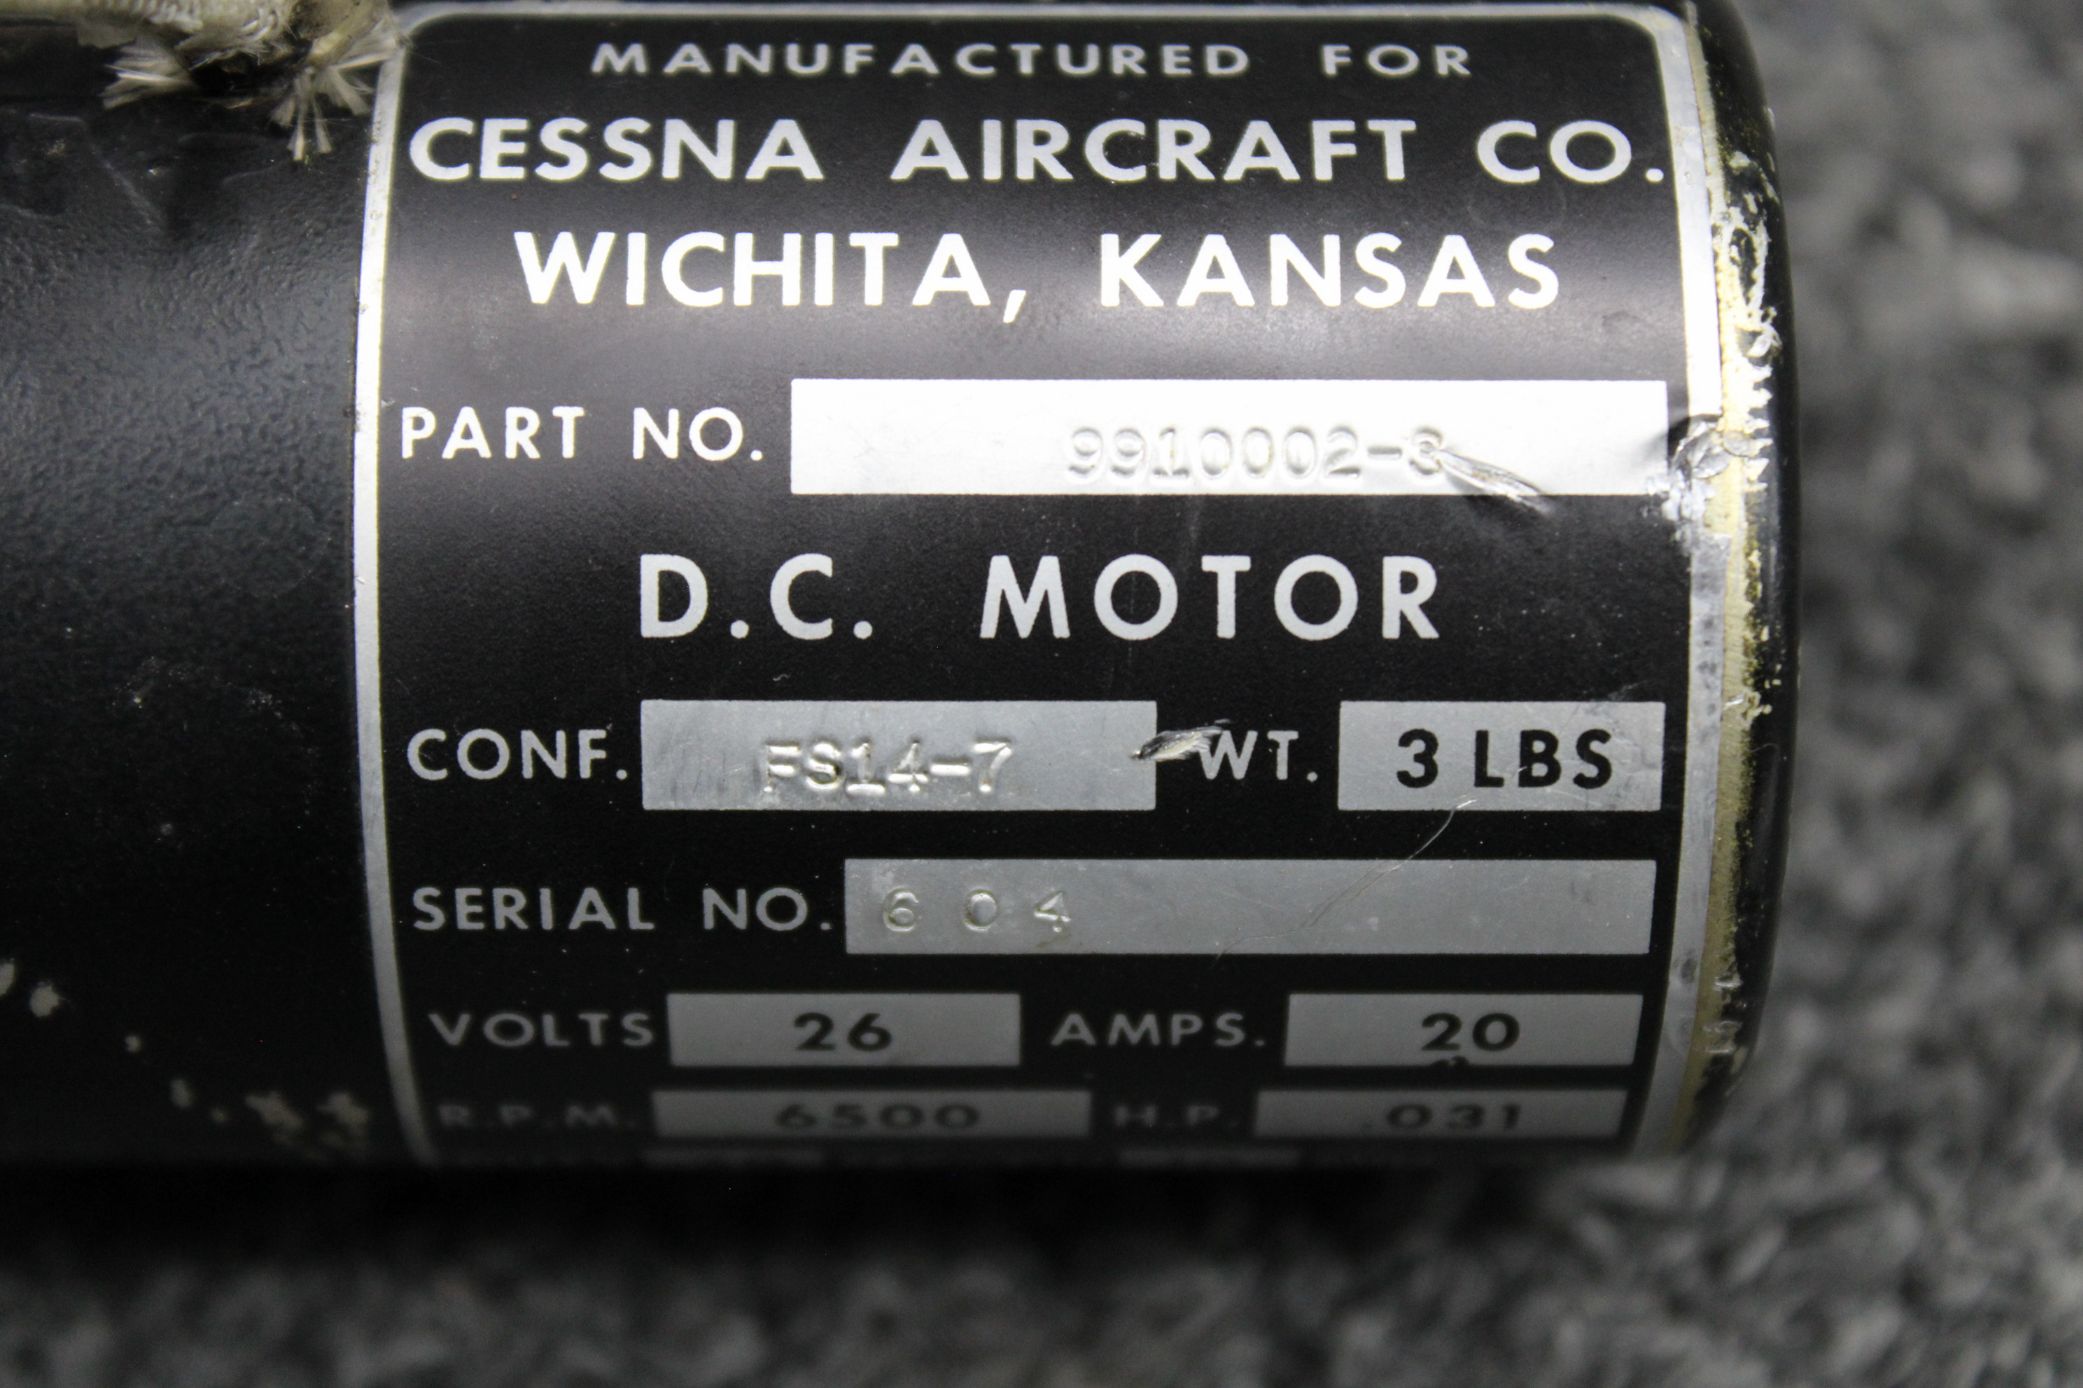 MANUFACTURED FOR
CESSNA AIRCRAFT CO.
WICHITA, KANSAS
PART NO. 9910002-3
D.C. MOTOR
CONF. FS14-7 WT. 3 LBS
SERIAL NO. 604
VOLTS 26 AMPS. 20
R.P.M. 6500 H.P. .031